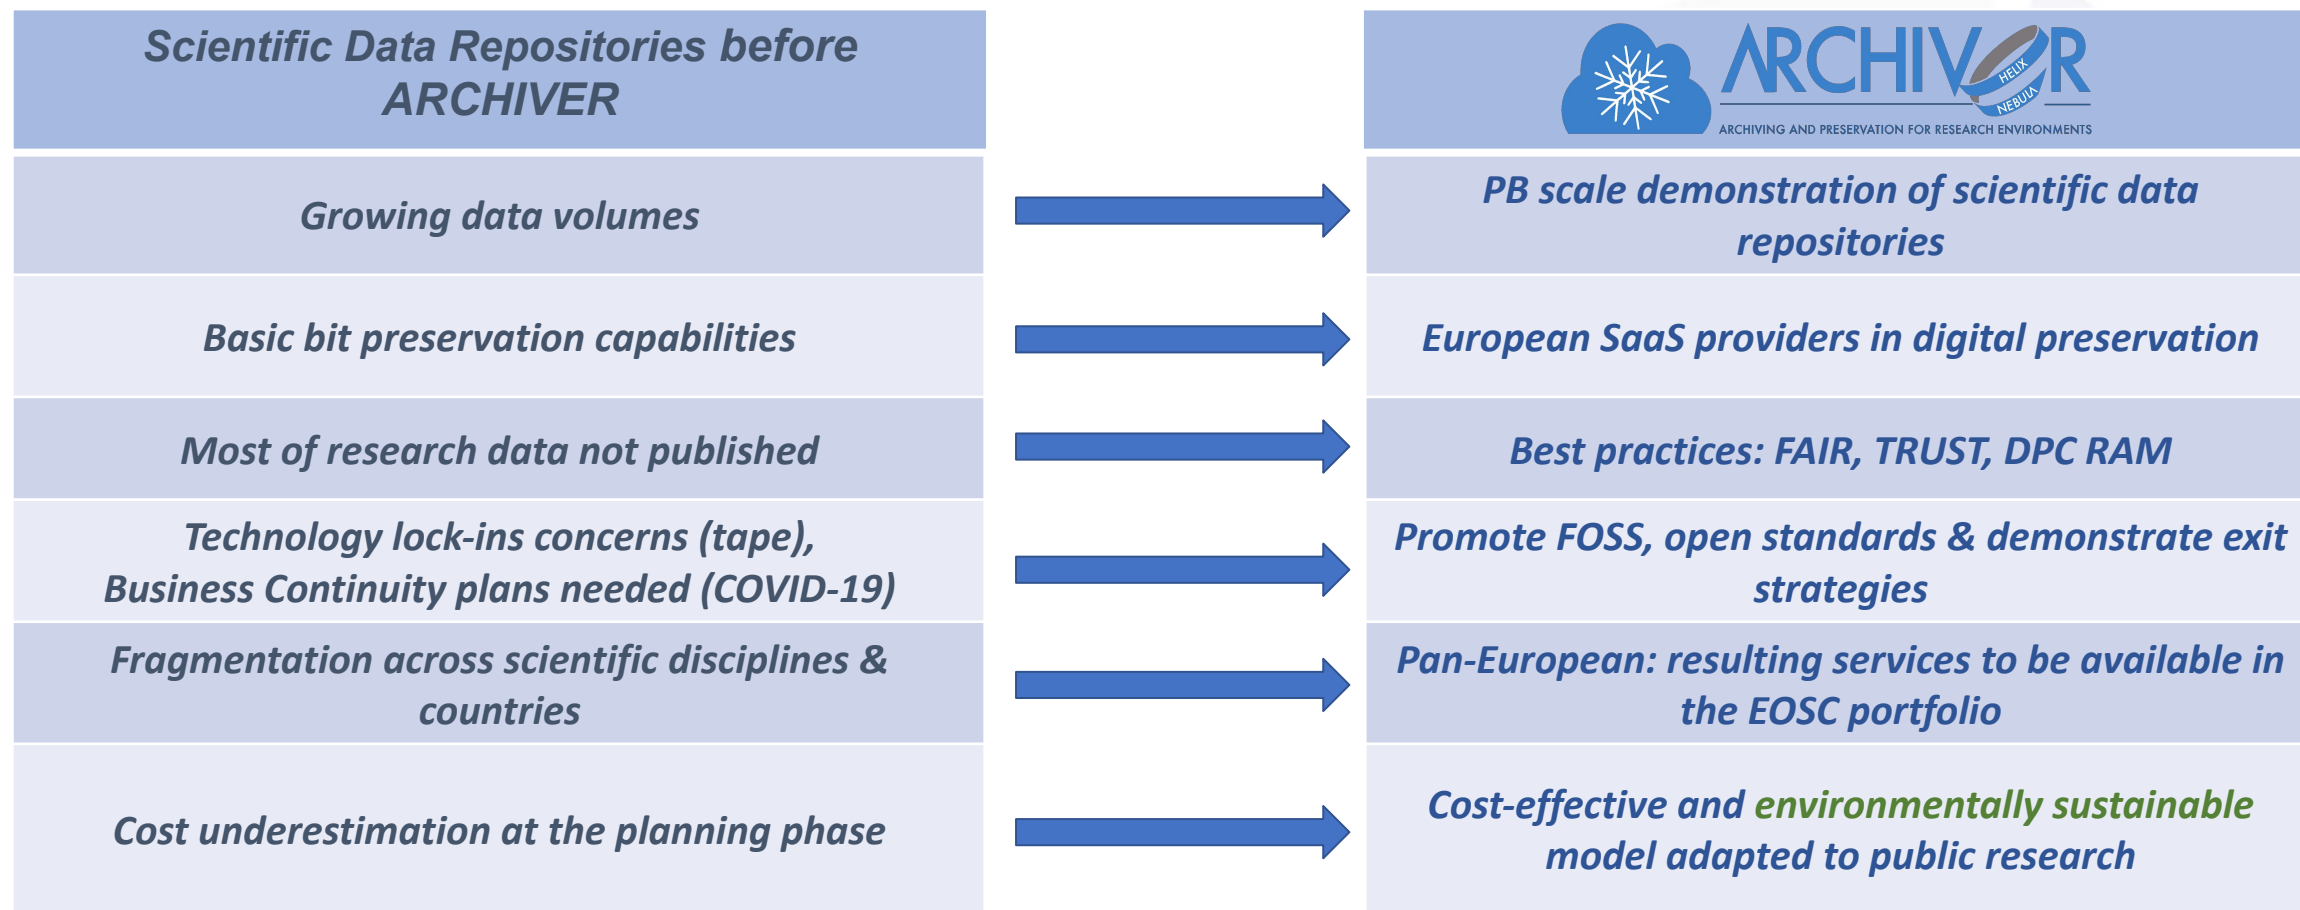 Scientific Data Repositories before
ARCHIVER
ARCHIVER
HELIX
NEBULA
ARCHIVING AND PRESERVATION FOR RESEARCH ENVIRONMENTS
Growing data volumes
PB scale demonstration of scientific data
repositories
Basic bit preservation capabilities
European SaaS providers in digital preservation
Most of research data not published
Best practices: FAIR, TRUST, DPC RAM
Technology lock-ins concerns (tape),
Business Continuity plans needed (COVID-19)
Promote FOSS, open standards & demonstrate exit
strategies
Fragmentation across scientific disciplines &
countries
Pan-European: resulting services to be available in
the EOSC portfolio
Cost underestimation at the planning phase
Cost-effective and environmentally sustainable
model adapted to public research